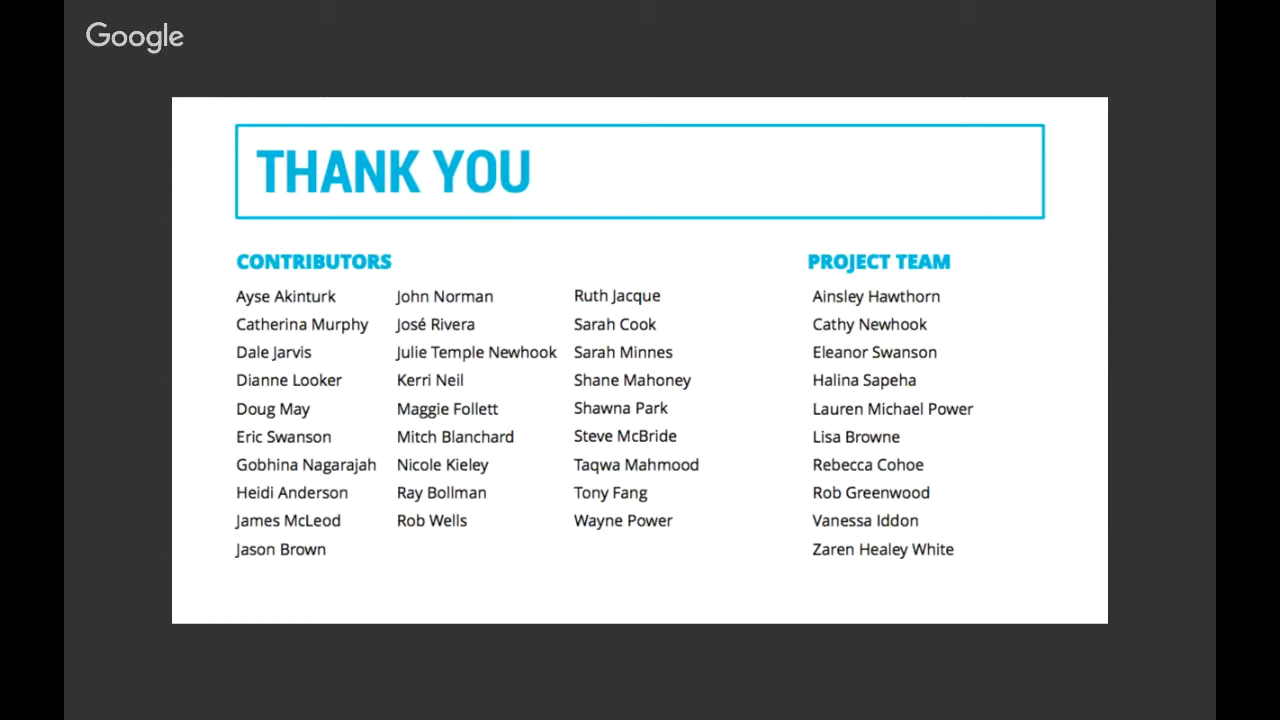 Google
THANK YOU
CONTRIBUTORS
Ayse Akinturk
Catherina Murphy
Dale Jarvis
Dianne Looker
Doug May
Eric Swanson
Gobhina Nagarajah
Heidi Anderson
James McLeod
Jason Brown
John Norman
José Rivera
Julie Temple Newhook
Kerri Neil
Maggie Follett
Mitch Blanchard
Nicole Kieley
Ray Bollman
Rob Wells
Ruth Jacque
Sarah Cook
Sarah Minnes
Shane Mahoney
Shawna Park
Steve McBride
Taqwa Mahmood
Tony Fang
Wayne Power
PROJECT TEAM
Ainsley Hawthorn
Cathy Newhook
Eleanor Swanson
Halina Sapeha
Lauren Michael Power
Lisa Browne
Rebecca Cohoe
Rob Greenwood
Vanessa Iddon
Zaren Healey White